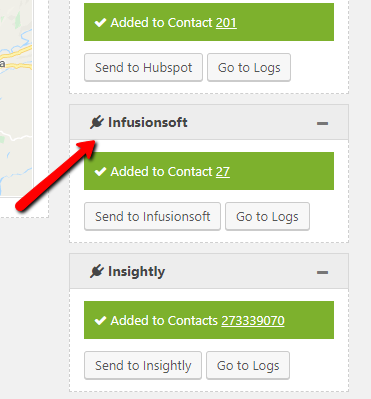 Added to Contact 201
Send to Hubspot Go to Logs
a
Infusionsoft
Added to Contact 27
Send to Infusionsoft Go to Logs
Insightly
Added to Contacts 273339070
Send to Insightly Go to Logs